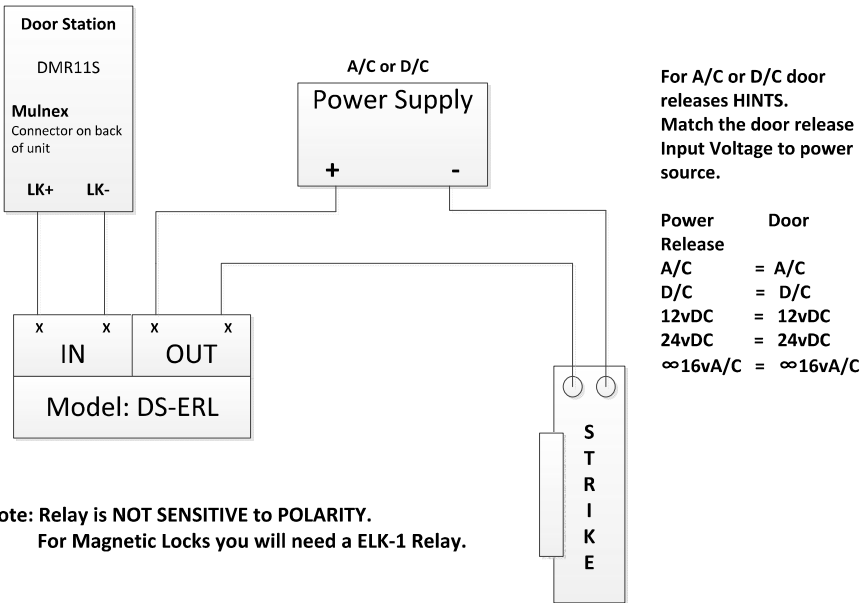 Door Station
DMR11S
Mulnex
Connector on back
of unit
LK+ LK-
A/C or D/C
Power Supply
+ -
For A/C or D/C door
releases HINTS.
Match the door release
Input Voltage to power
source.
Power Door
Release
A/C = A/C
D/C = D/C
12vDC = 12vDC
24vDC = 24vDC
∞16vA/C = ∞16vA/C
X X X X
IN OUT
Model: DS-ERL
S
T
R
I
K
E
ote: Relay is NOT SENSITIVE to POLARITY.
For Magnetic Locks you will need a ELK-1 Relay.